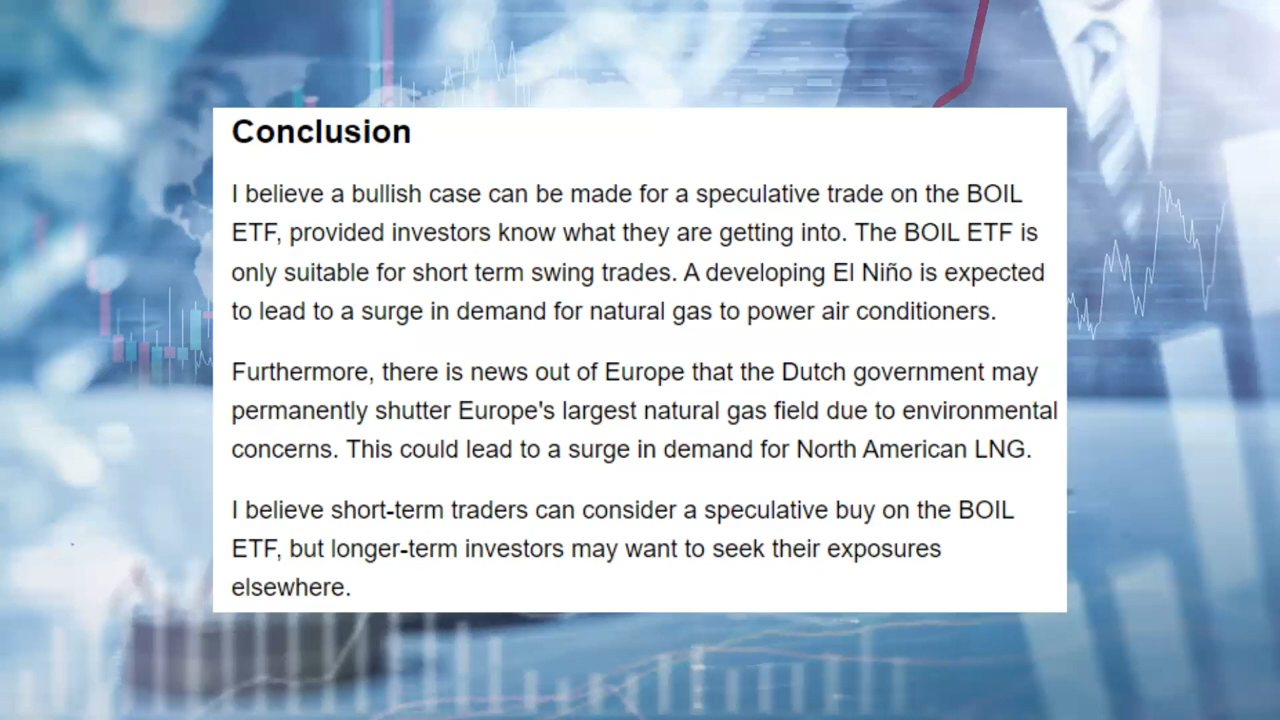 Conclusion
I believe a bullish case can be made for a speculative trade on the BOIL
ETF, provided investors know what they are getting into. The BOIL ETF is
only suitable for short term swing trades. A developing El Niño is expected
to lead to a surge in demand for natural gas to power air conditioners.
Furthermore, there is news out of Europe that the Dutch government may
permanently shutter Europe's largest natural gas field due to environmental
concerns. This could lead to a surge in demand for North American LNG.
I believe short-term traders can consider a speculative buy on the BOIL
ETF, but longer-term investors may want to seek their exposures
elsewhere.